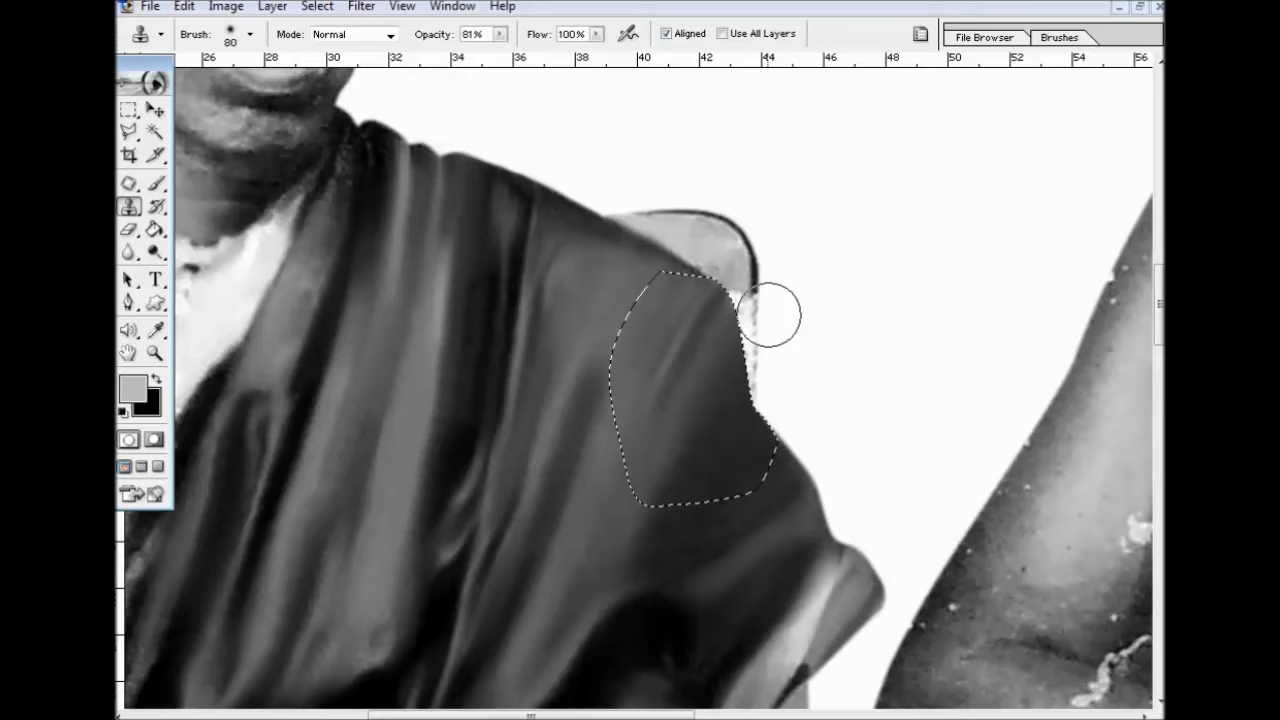 File Edit Image Layer Select Filter View Window Help
Brush: 80 Mode: Normal Opacity: 81% Flow: 100% Aligned Use All Layers File Browser Brushes
26 28 30 32 34 36 38 40 42 44 46 48 50 52 54 56
T